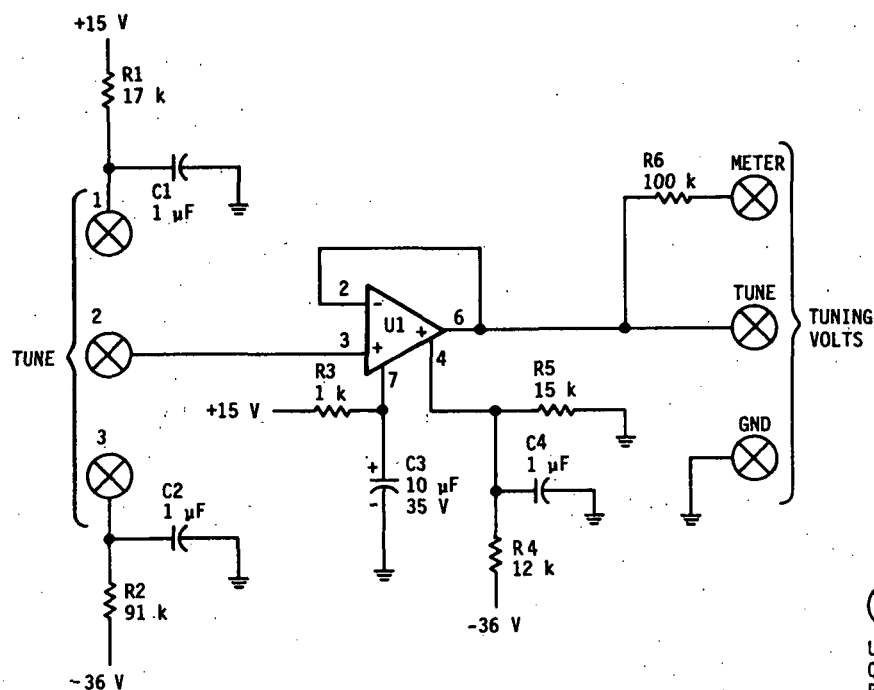 +15 V
R1
17 k
C1
1 µF
1
2
TUNE
3
C2
1 µF
R2
91 k
-36 V
2
-
3
+
U1
+
6
4
7
R3
1 k
+15 V
+
C3
10 µF
35 V
-
R5
15 k
C4
1 µF
R4
12 k
-36 V
R6
100 k
METER
TUNE
TUNING
VOLTS
GND